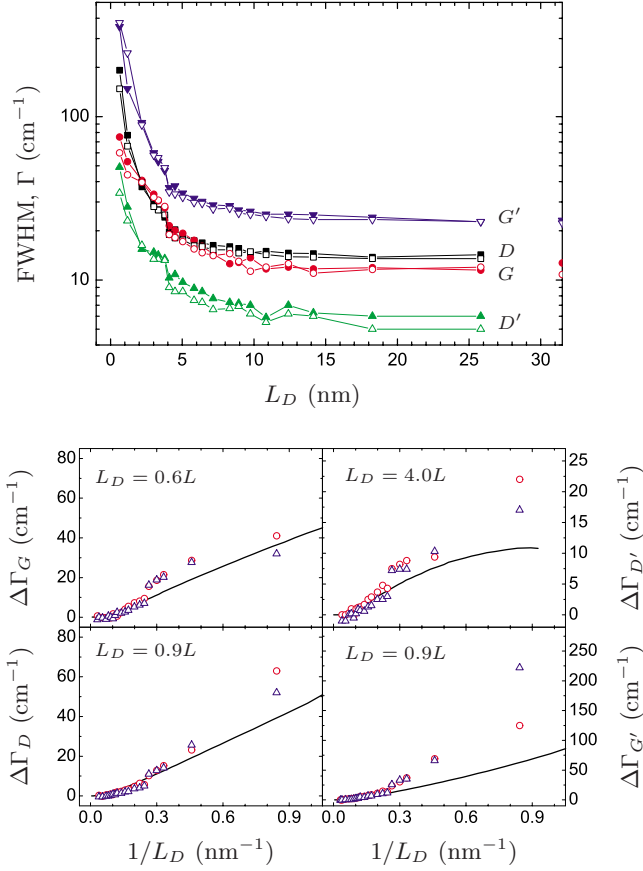 100
10
FWHM, Γ (cm⁻¹)
G′
D
G
D′
0 5 10 15 20 25 30
L_D (nm)
80
60
40
20
0
ΔΓ_G (cm⁻¹)
L_D = 0.6L
L_D = 4.0L
25
20
15
10
5
0
ΔΓ_D′ (cm⁻¹)
80
60
40
20
0
ΔΓ_D (cm⁻¹)
L_D = 0.9L
L_D = 0.9L
250
200
150
100
50
0
ΔΓ_G′ (cm⁻¹)
0.0 0.3 0.6 0.9 0.0 0.3 0.6 0.9
1/L_D (nm⁻¹) 1/L_D (nm⁻¹)